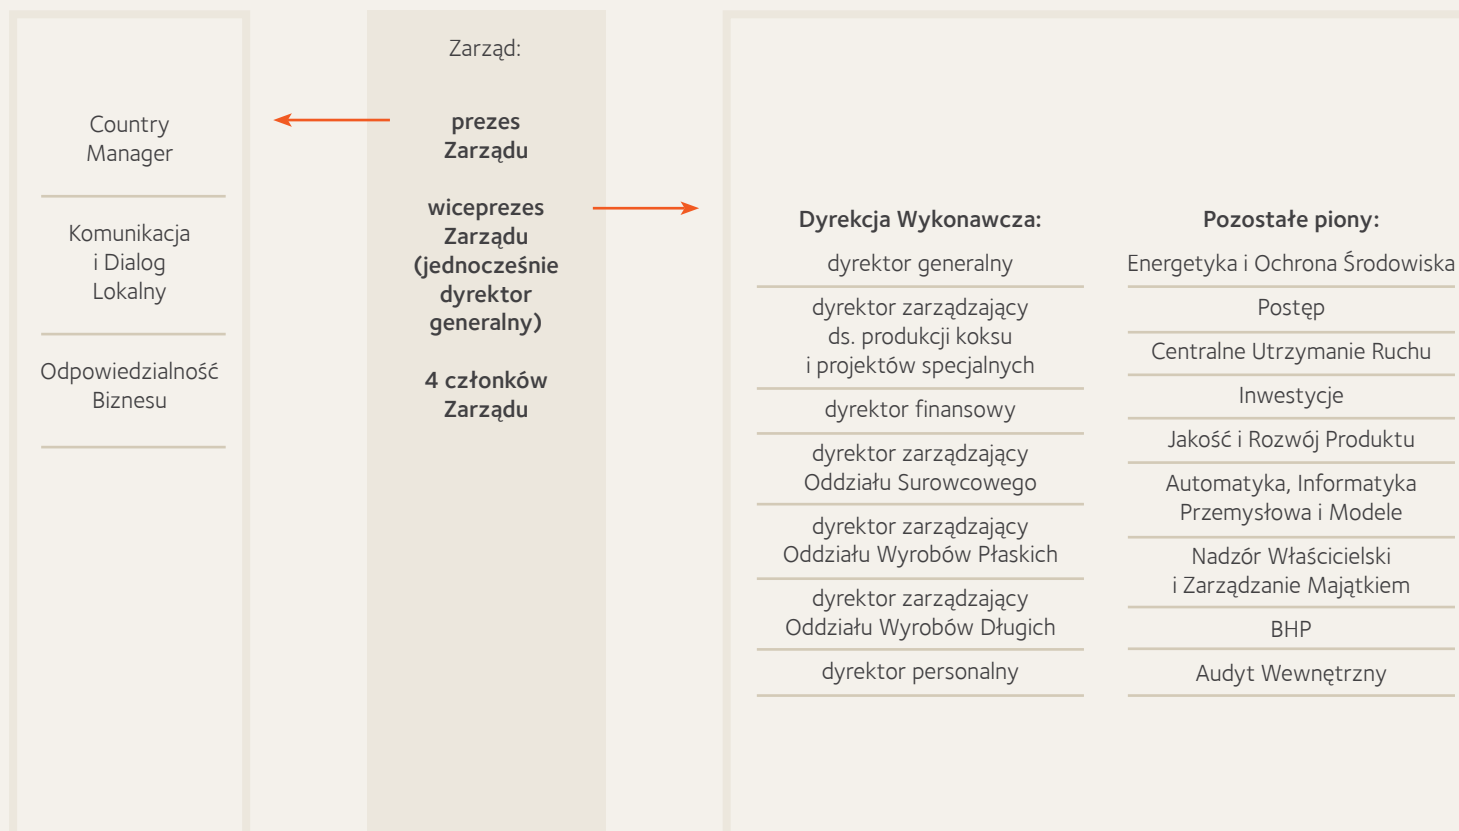 Country
Manager
Komunikacja
i Dialog
Lokalny
Odpowiedzialność
Biznesu
Zarząd:
prezes
Zarządu
wiceprezes
Zarządu
(jednocześnie
dyrektor
generalny)
4 członków
Zarządu
Dyrekcja Wykonawcza:
dyrektor generalny
dyrektor zarządzający
ds. produkcji koksu
i projektów specjalnych
dyrektor finansowy
dyrektor zarządzający
Oddziału Surowcowego
dyrektor zarządzający
Oddziału Wyrobów Płaskich
dyrektor zarządzający
Oddziału Wyrobów Długich
dyrektor personalny
Pozostałe piony:
Energetyka i Ochrona Środowiska
Postęp
Centralne Utrzymanie Ruchu
Inwestycje
Jakość i Rozwój Produktu
Automatyka, Informatyka
Przemysłowa i Modele
Nadzór Właścicielski
i Zarządzanie Majątkiem
BHP
Audyt Wewnętrzny